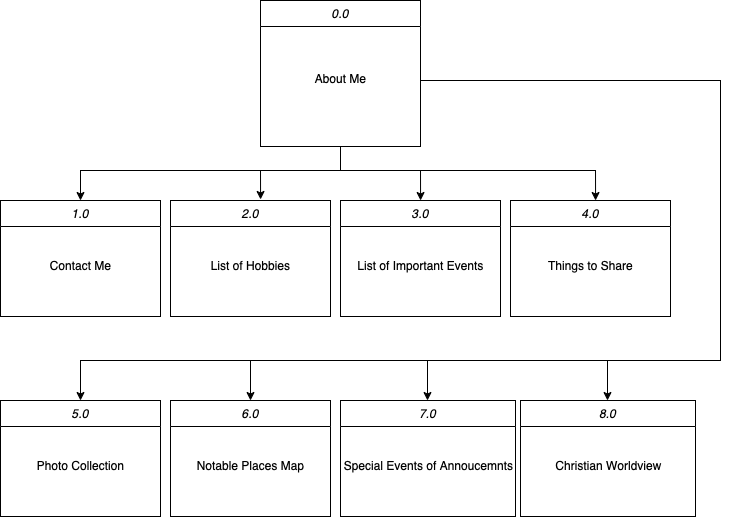 0.0
About Me
1.0
2.0
3.0
4.0
Contact Me
List of Hobbies
List of Important Events
Things to Share
5.0
6.0
7.0
8.0
Photo Collection
Notable Places Map
Special Events of Annoucemnts
Christian Worldview